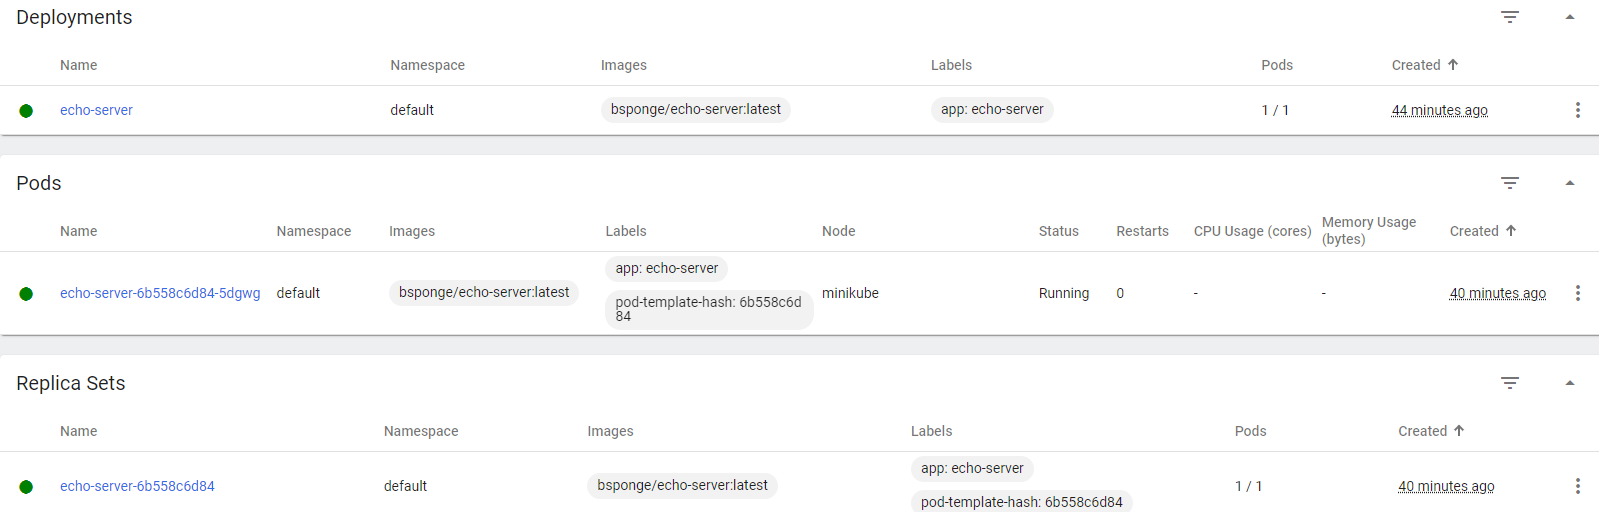 Deployments
Name Namespace Images Labels Pods Created
echo-server default bsponge/echo-server:latest app: echo-server 1 / 1 44 minutes ago
Pods
Name Namespace Images Labels Node Status Restarts CPU Usage (cores) Memory Usage (bytes) Created
echo-server-6b558c6d84-5dgwg default bsponge/echo-server:latest app: echo-server minikube Running 0 - - 40 minutes ago
pod-template-hash: 6b558c6d
84
Replica Sets
Name Namespace Images Labels Pods Created
echo-server-6b558c6d84 default bsponge/echo-server:latest app: echo-server 1 / 1 40 minutes ago
pod-template-hash: 6b558c6d84